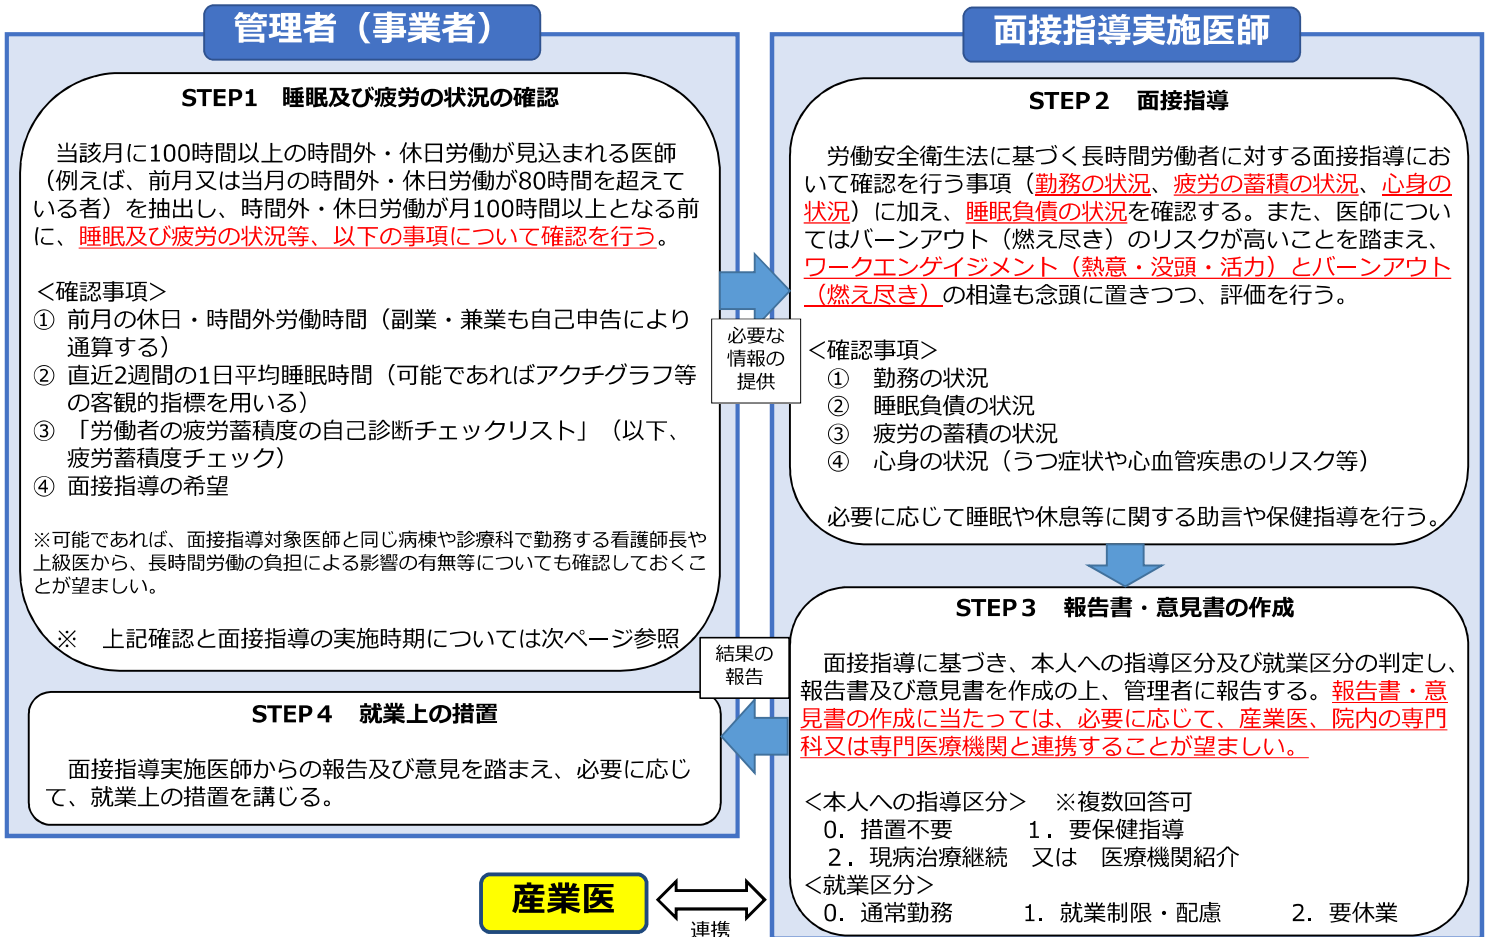 管理者（事業者）
STEP1　睡眠及び疲労の状況の確認
当該月に100時間以上の時間外・休日労働が見込まれる医師
（例えば、前月又は当月の時間外・休日労働が80時間を超えて
いる者）を抽出し、時間外・休日労働が月100時間以上となる前
に、睡眠及び疲労の状況等、以下の事項について確認を行う。
＜確認事項＞
① 前月の休日・時間外労働時間（副業・兼業も自己申告により
通算する）
② 直近2週間の1日平均睡眠時間（可能であればアクチグラフ等
の客観的指標を用いる）
③ 「労働者の疲労蓄積度の自己診断チェックリスト」（以下、
疲労蓄積度チェック）
④ 面接指導の希望
※可能であれば、面接指導対象医師と同じ病棟や診療科で勤務する看護師長や
上級医から、長時間労働の負担による影響の有無等についても確認しておくこ
とが望ましい。
※　上記確認と面接指導の実施時期については次ページ参照
必要な
情報の
提供
面接指導実施医師
STEP２　面接指導
労働安全衛生法に基づく長時間労働者に対する面接指導にお
いて確認を行う事項（勤務の状況、疲労の蓄積の状況、心身の
状況）に加え、睡眠負債の状況を確認する。また、医師につい
てはバーンアウト（燃え尽き）のリスクが高いことを踏まえ、
ワークエンゲイジメント（熱意・没頭・活力）とバーンアウト
（燃え尽き）の相違も念頭に置きつつ、評価を行う。
＜確認事項＞
①　勤務の状況
②　睡眠負債の状況
③　疲労の蓄積の状況
④　心身の状況（うつ症状や心血管疾患のリスク等）
必要に応じて睡眠や休息等に関する助言や保健指導を行う。
STEP３　報告書・意見書の作成
面接指導に基づき、本人への指導区分及び就業区分の判定し、
報告書及び意見書を作成の上、管理者に報告する。報告書・意
見書の作成に当たっては、必要に応じて、産業医、院内の専門
科又は専門医療機関と連携することが望ましい。
＜本人への指導区分＞　※複数回答可
0．措置不要　　　1．要保健指導
2．現病治療継続　又は　医療機関紹介
＜就業区分＞
0．通常勤務　　　1．就業制限・配慮　　　2．要休業
結果の
報告
STEP４　就業上の措置
面接指導実施医師からの報告及び意見を踏まえ、必要に応じ
て、就業上の措置を講じる。
産業医
連携